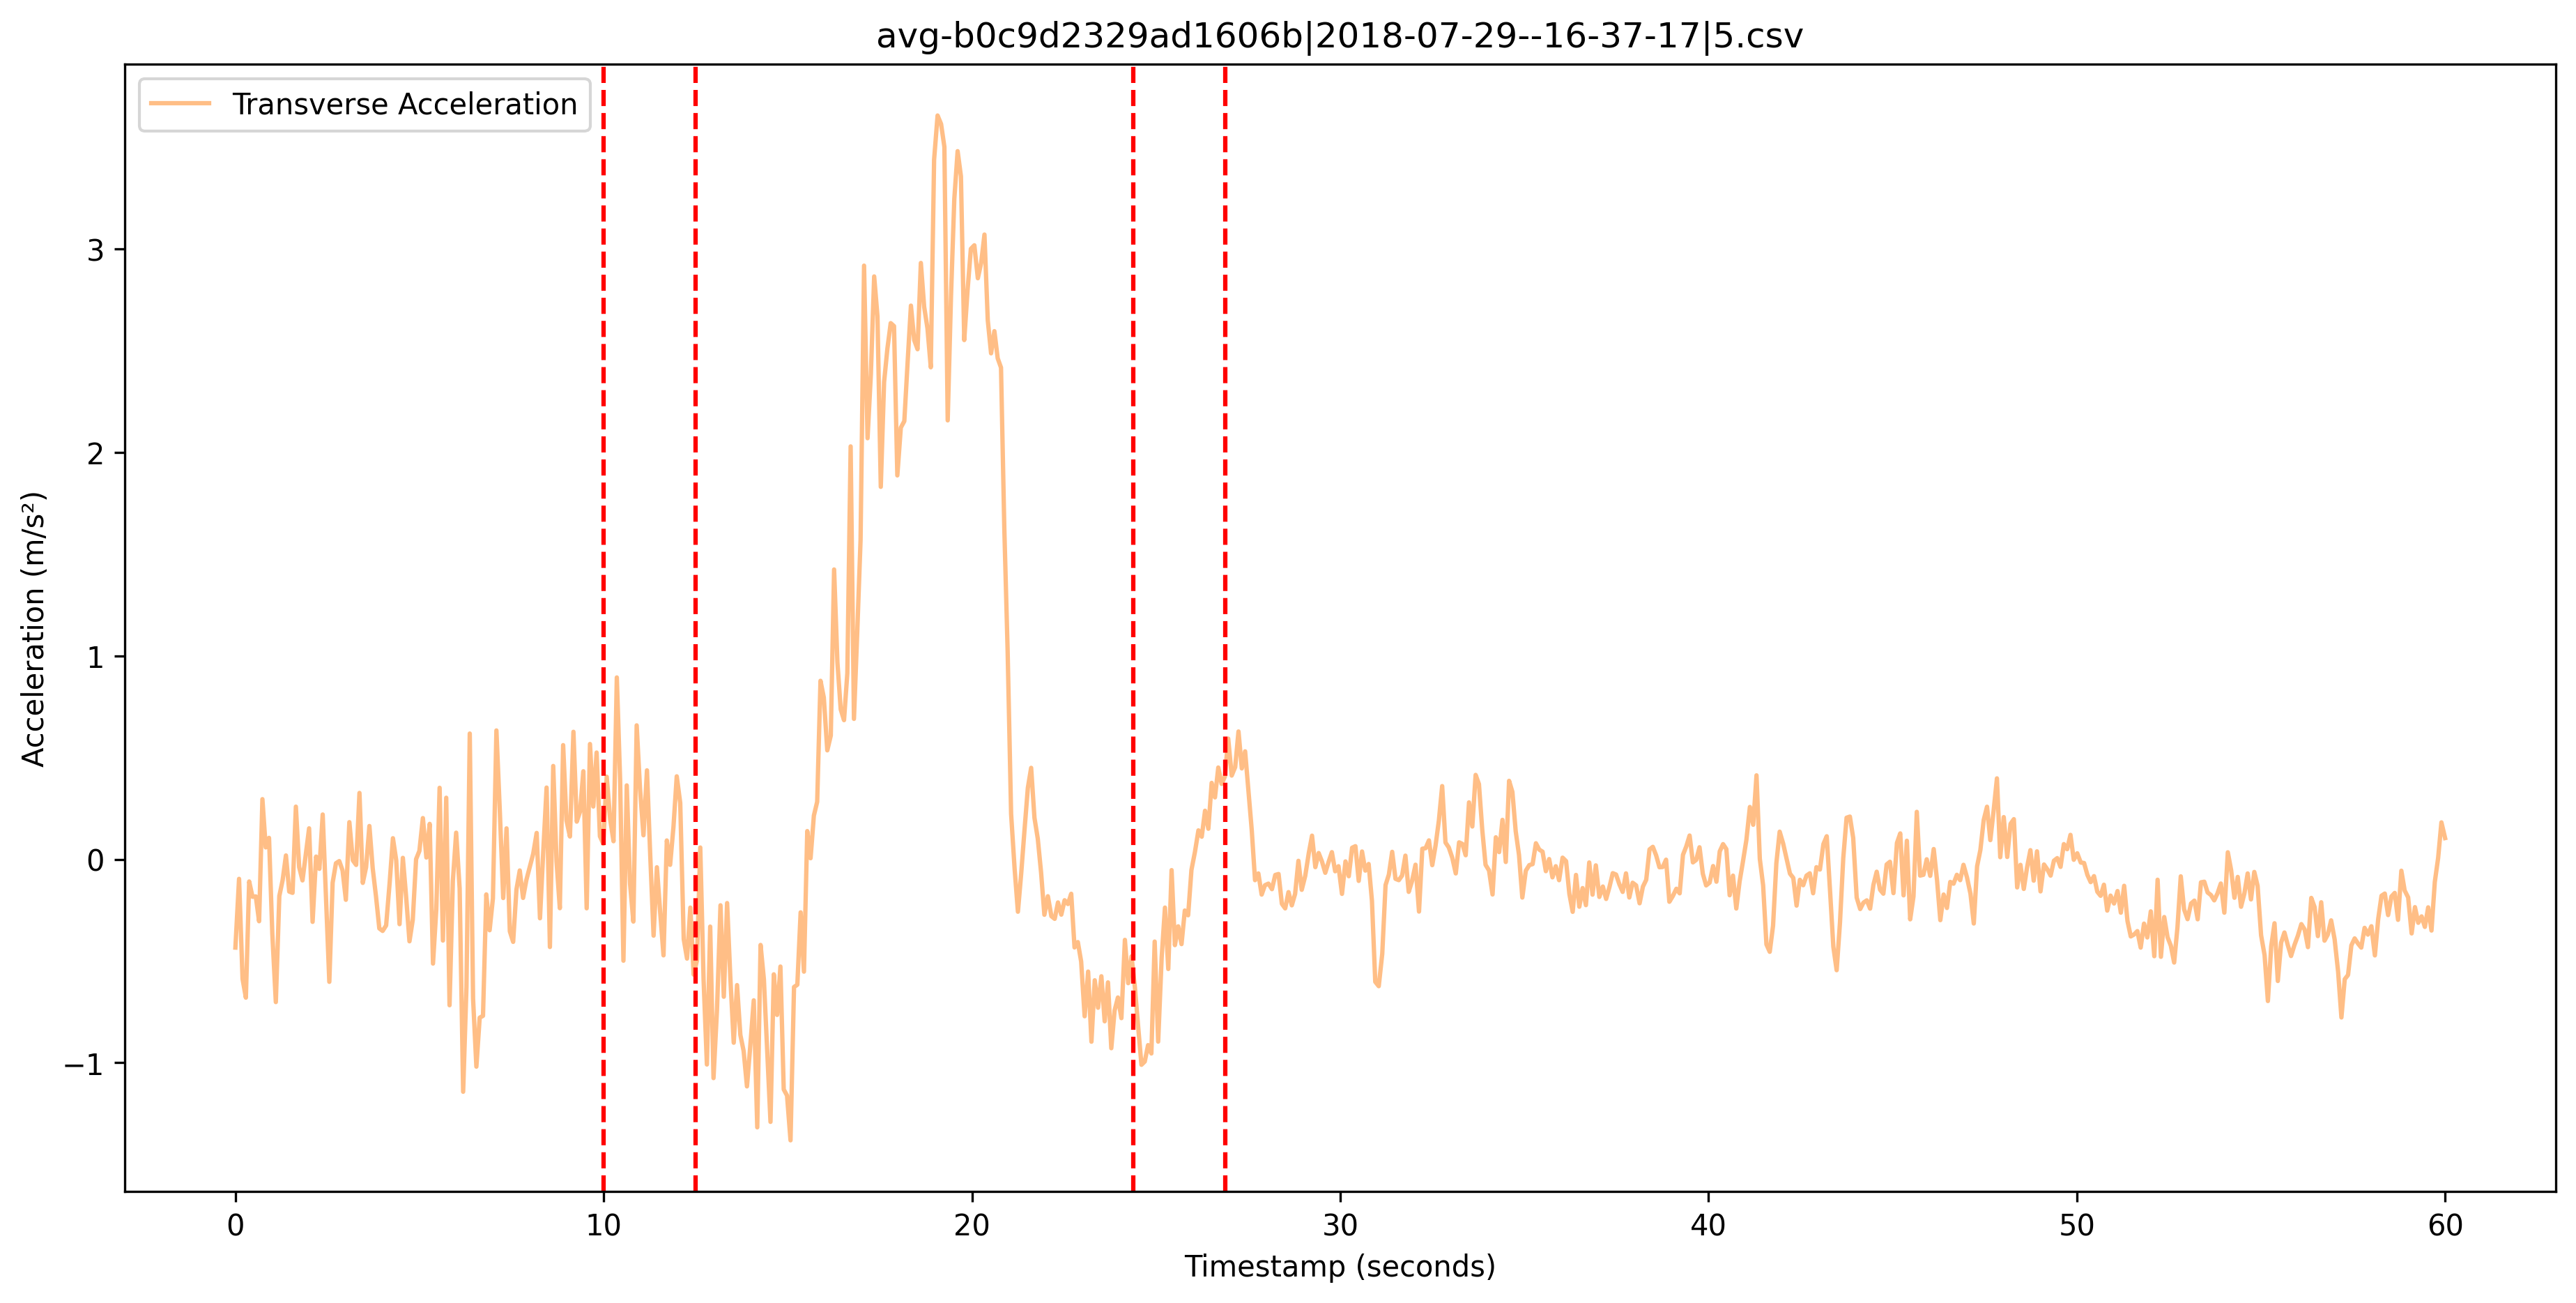 avg-b0c9d2329ad1606b|2018-07-29--16-37-17|5.csv
Transverse Acceleration
Acceleration (m/s²)
3
2
1
0
−1
0 10 20 30 40 50 60
Timestamp (seconds)